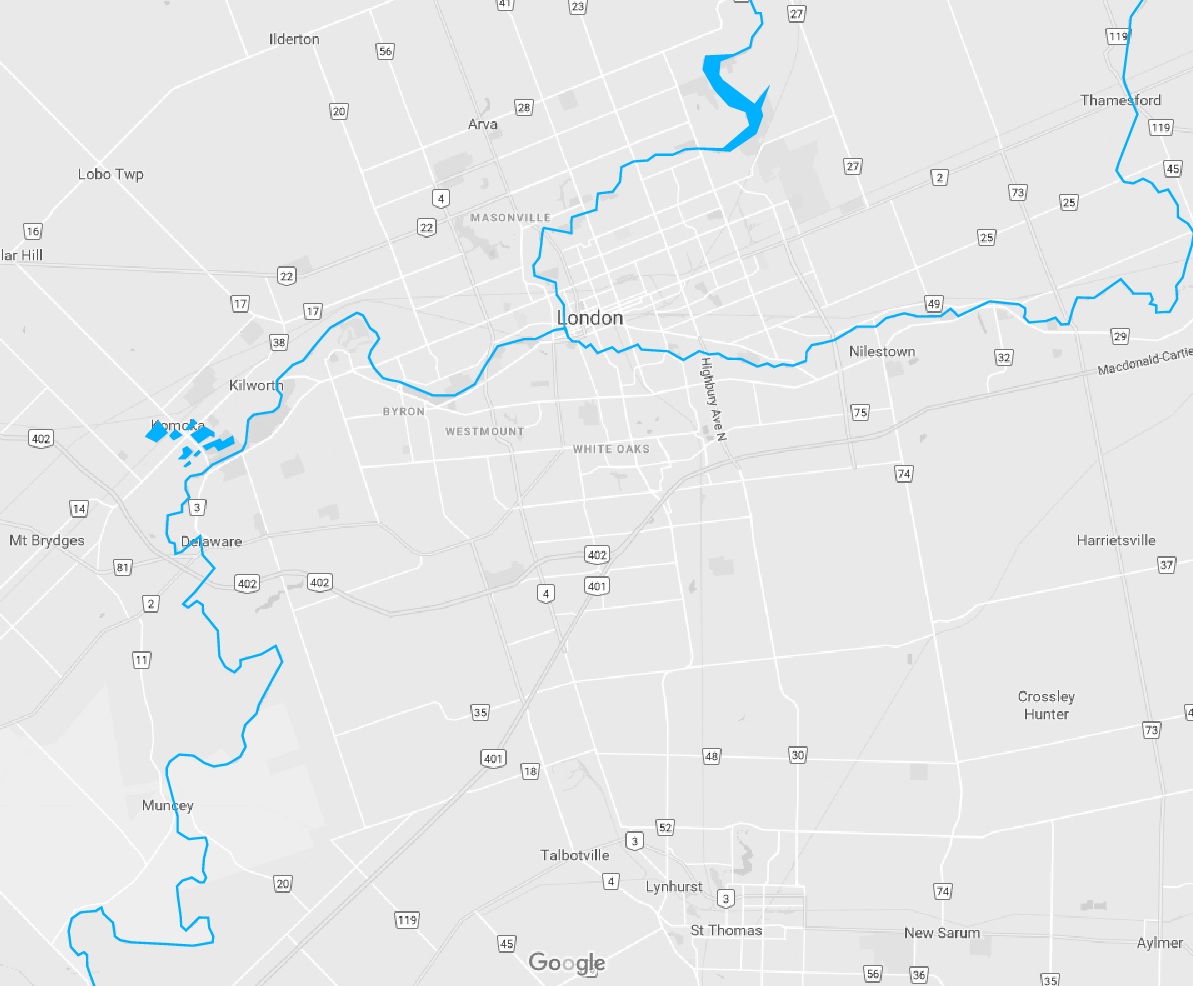 41
23
27
119
Ilderton
56
Thamesford
20
28
Arva
119
27
45
Lobo Twp
2
73
25
4
MASONVILLE
22
16
25
lar Hill
22
17
17
49
London
38
29
Nilestown
32
Macdonald-Cartie
Kilworth
Highbury Ave N
BYRON
75
Komoka
WESTMOUNT
402
WHITE OAKS
74
14
3
Mt Brydges
Delaware
Harrietsville
402
81
37
402
402
401
4
2
11
Crossley
Hunter
35
4
73
48
30
401
18
Muncey
52
3
Talbotville
4
20
Lynhurst
3
74
119
St Thomas
New Sarum
45
Aylmer
Google
56
36
35